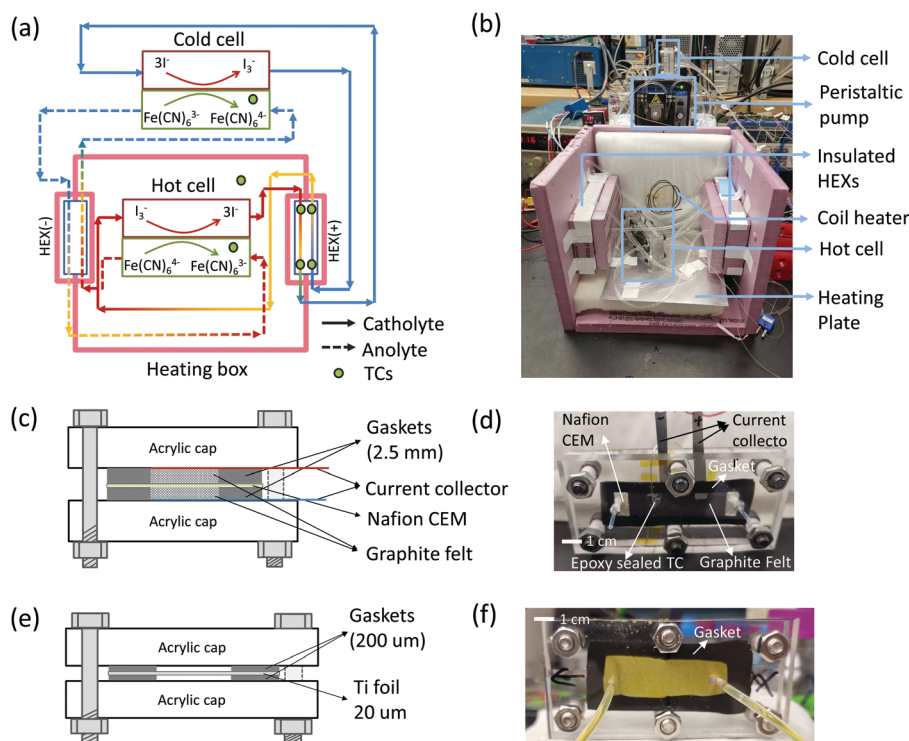 (a)
Cold cell
3I⁻ I₃⁻
Fe(CN)₆³⁻ Fe(CN)₆⁴⁻
Hot cell
I₃⁻ 3I⁻
Fe(CN)₆⁴⁻ Fe(CN)₆³⁻
HEX(-)
HEX(+)
Catholyte
Anolyte
TCs
Heating box
(b)
Cold cell
Peristaltic
pump
Insulated
HEXs
Coil heater
Hot cell
Heating
Plate
(c)
Acrylic cap
Acrylic cap
Gaskets
(2.5 mm)
Current collector
Nafion CEM
Graphite felt
(d)
Nafion
CEM
- +
Current
collecto
Gasket
1 cm
Epoxy sealed TC
Graphite Felt
(e)
Acrylic cap
Acrylic cap
Gaskets
(200 um)
Ti foil
20 um
(f)
1 cm
Gasket